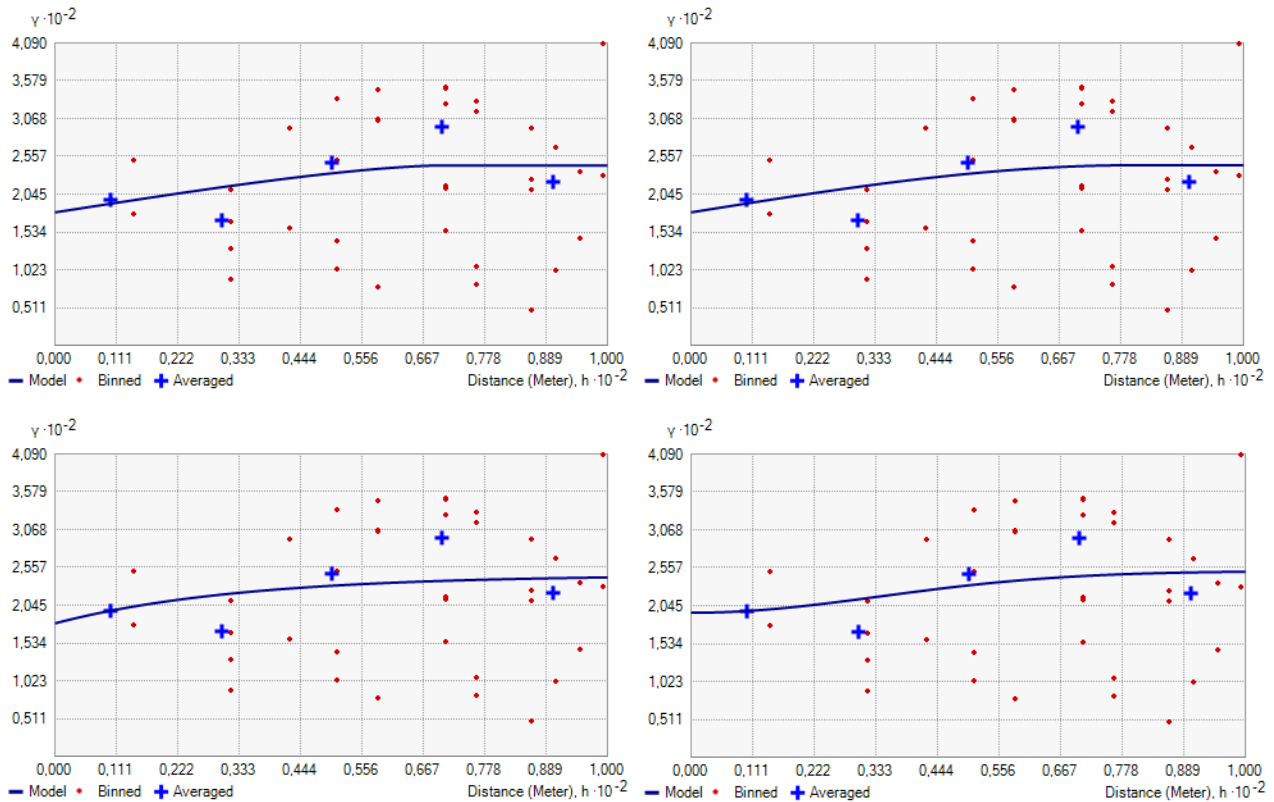 γ ·10⁻² γ ·10⁻²
4,090 4,090
3,579 3,579
3,068 3,068
2,557 2,557
2,045 2,045
1,534 1,534
1,023 1,023
0,511 0,511
0,000 0,111 0,222 0,333 0,444 0,556 0,667 0,778 0,889 1,000 0,000 0,111 0,222 0,333 0,444 0,556 0,667 0,778 0,889 1,000
Model Binned Averaged Distance (Meter), h ·10⁻² Model Binned Averaged Distance (Meter), h ·10⁻²
γ ·10⁻² γ ·10⁻²
4,090 4,090
3,579 3,579
3,068 3,068
2,557 2,557
2,045 2,045
1,534 1,534
1,023 1,023
0,511 0,511
0,000 0,111 0,222 0,333 0,444 0,556 0,667 0,778 0,889 1,000 0,000 0,111 0,222 0,333 0,444 0,556 0,667 0,778 0,889 1,000
Model Binned Averaged Distance (Meter), h ·10⁻² Model Binned Averaged Distance (Meter), h ·10⁻²